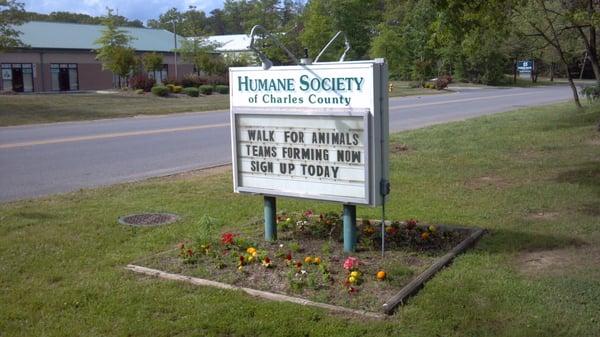 HUMANE SOCIETY
of Charles County
WALK FOR ANIMALS
TEAMS FORMING NOW
SIGN UP TODAY